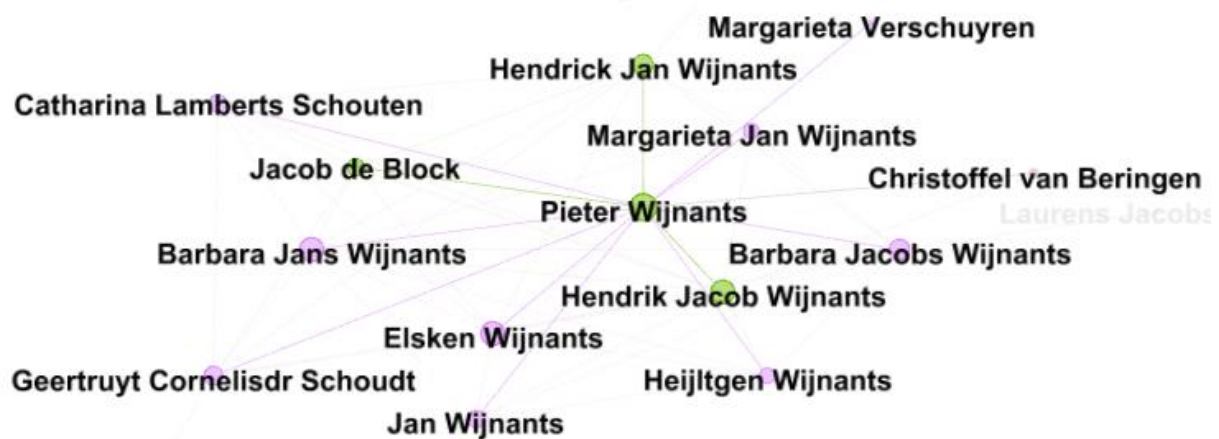 Margarieta Verschuyren
Hendrick Jan Wijnants
Catharina Lamberts Schouten
Margarieta Jan Wijnants
Jacob de Block
Christoffel van Beringen
Pieter Wijnants
Laurens Jacobs
Barbara Jans Wijnants
Barbara Jacobs Wijnants
Hendrik Jacob Wijnants
Elsken Wijnants
Geertruyt Cornelisdr Schoudt
Heijltgen Wijnants
Jan Wijnants